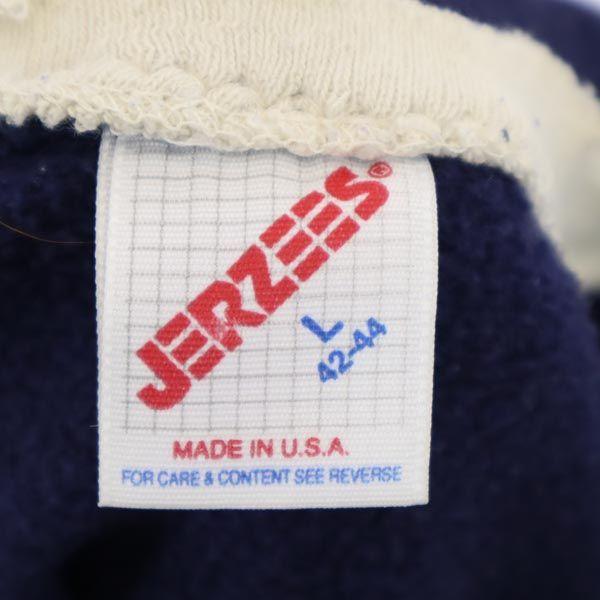 JERZEES®
L
42-44
MADE IN U.S.A.
FOR CARE & CONTENT SEE REVERSE